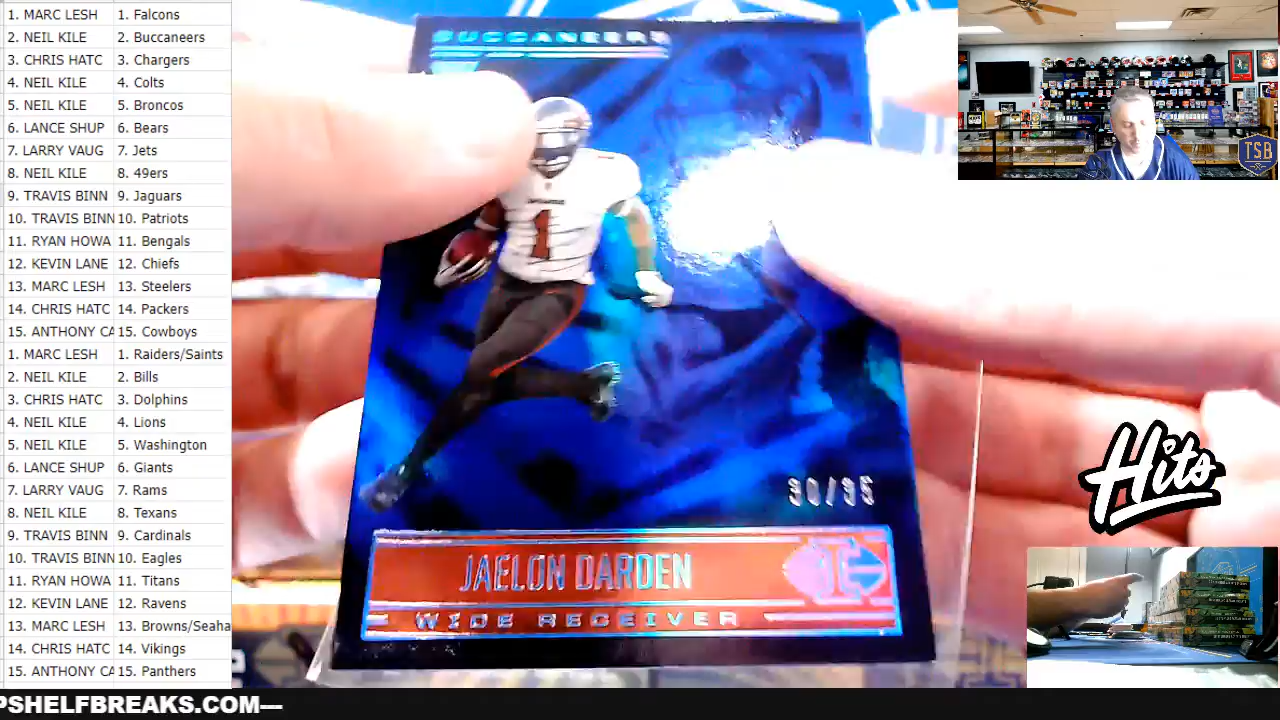 1. MARC LESH 1. Falcons
2. NEIL KILE 2. Buccaneers
3. CHRIS HATC 3. Chargers
4. NEIL KILE 4. Colts
5. NEIL KILE 5. Broncos
6. LANCE SHUP 6. Bears
7. LARRY VAUG 7. Jets
8. NEIL KILE 8. 49ers
9. TRAVIS BINN 9. Jaguars
10. TRAVIS BINN 10. Patriots
11. RYAN HOWA 11. Bengals
12. KEVIN LANE 12. Chiefs
13. MARC LESH 13. Steelers
14. CHRIS HATC 14. Packers
15. ANTHONY CA 15. Cowboys
1. MARC LESH 1. Raiders/Saints
2. NEIL KILE 2. Bills
3. CHRIS HATC 3. Dolphins
4. NEIL KILE 4. Lions
5. NEIL KILE 5. Washington
6. LANCE SHUP 6. Giants
7. LARRY VAUG 7. Rams
8. NEIL KILE 8. Texans
9. TRAVIS BINN 9. Cardinals
10. TRAVIS BINN 10. Eagles
11. RYAN HOWA 11. Titans
12. KEVIN LANE 12. Ravens
13. MARC LESH 13. Browns/Seaha
14. CHRIS HATC 14. Vikings
15. ANTHONY CA 15. Panthers
BUCCANEERS
1
30/35
JAELON DARDEN
WIDE RECEIVER
TSB
Hits
PSHELFBREAKS.COM---